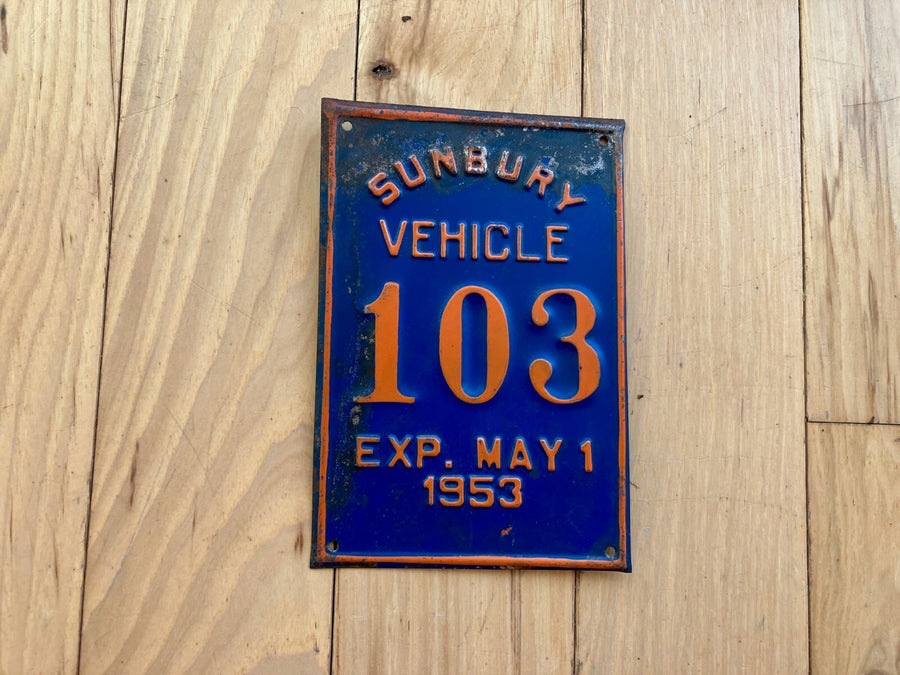 SUNBURY
VEHICLE
103
EXP. MAY 1
1953